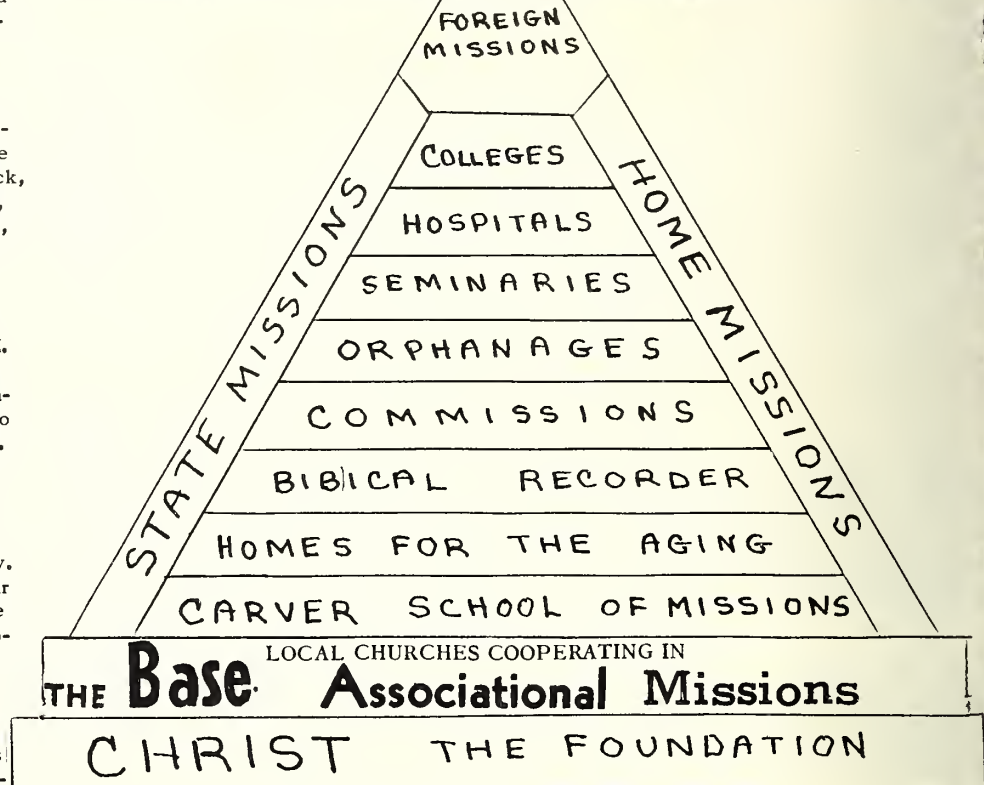 FOREIGN
MISSIONS
COLLEGES
HOSPITALS
SEMINARIES
ORPHANAGES
COMMISSIONS
BIBlICAL RECORDER
HOMES FOR THE AGING
CARVER SCHOOL OF MISSIONS
STATE MISSIONS
HOME MISSIONS
LOCAL CHURCHES COOPERATING IN
THE Base. Associational Missions
CHRIST THE FOUNDATION